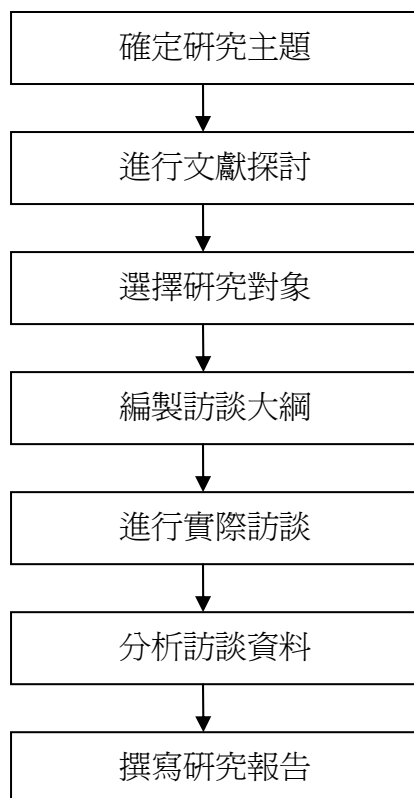 確定研究主題
進行文獻探討
選擇研究對象
編製訪談大綱
進行實際訪談
分析訪談資料
撰寫研究報告